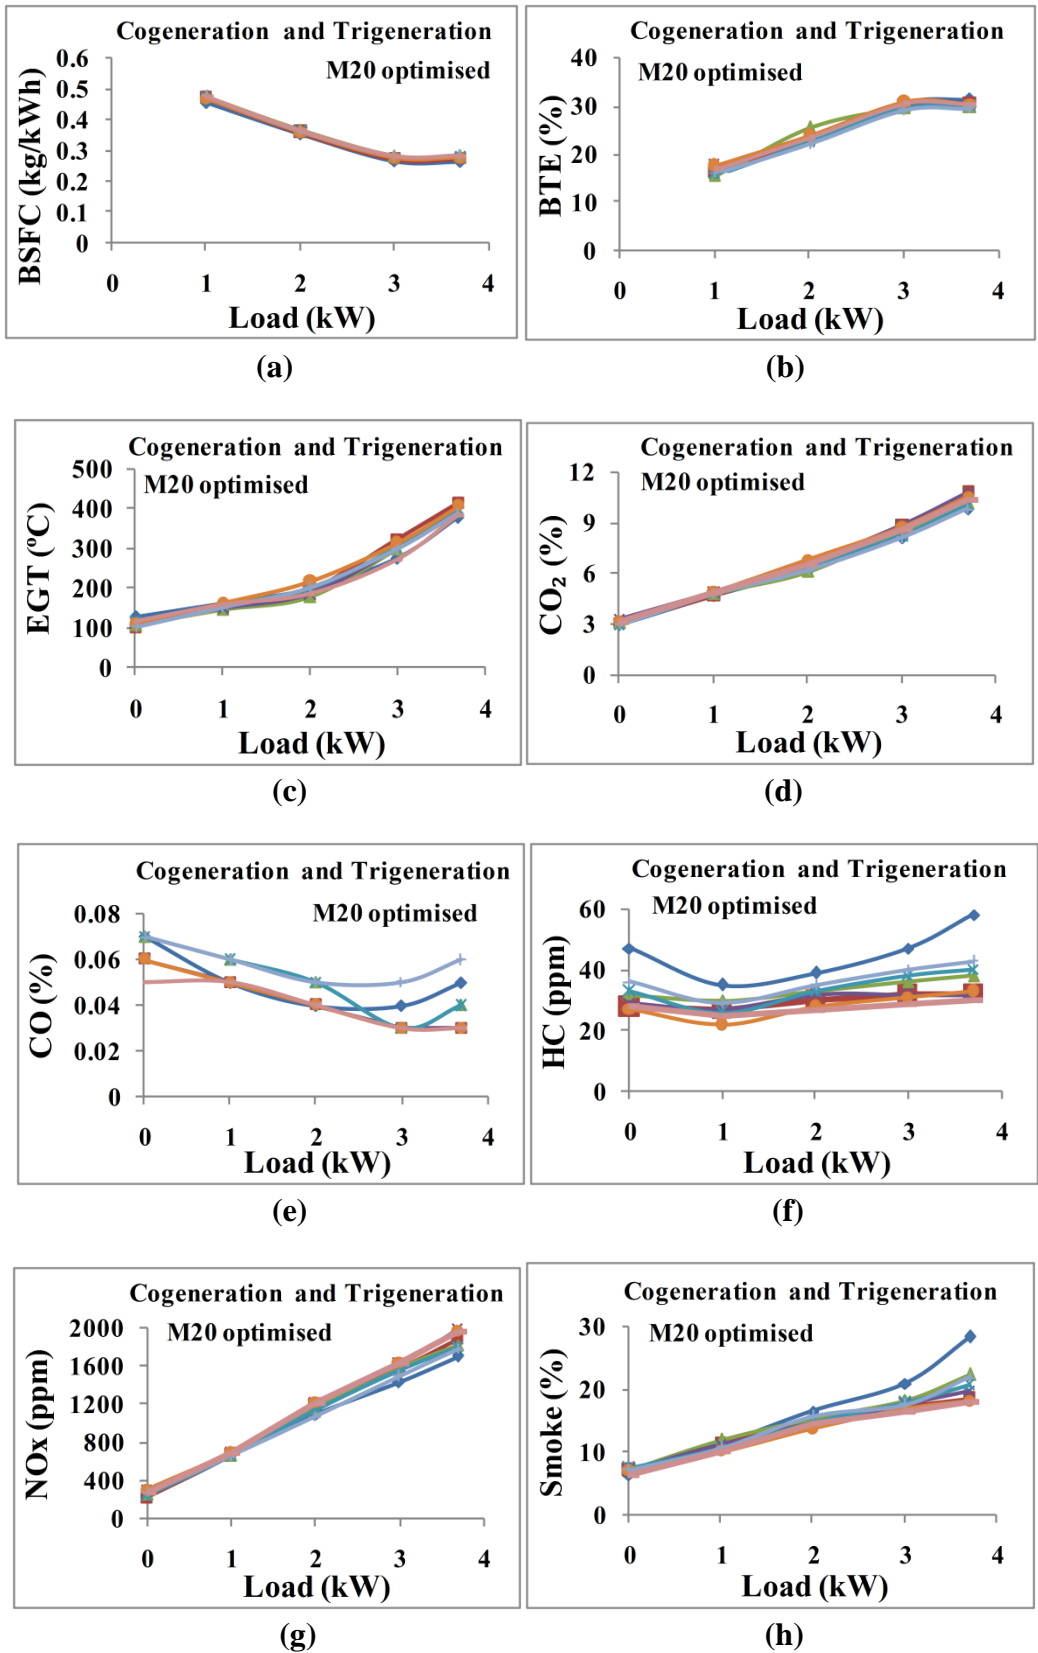 Cogeneration and Trigeneration
M20 optimised
BSFC (kg/kWh)
0.6
0.5
0.4
0.3
0.2
0.1
0
0 1 2 3 4
Load (kW)
(a)
Cogeneration and Trigeneration
M20 optimised
BTE (%)
40
30
20
10
0
0 1 2 3 4
Load (kW)
(b)
Cogeneration and Trigeneration
M20 optimised
EGT (ºC)
500
400
300
200
100
0
0 1 2 3 4
Load (kW)
(c)
Cogeneration and Trigeneration
M20 optimised
CO₂ (%)
12
9
6
3
0
0 1 2 3 4
Load (kW)
(d)
Cogeneration and Trigeneration
M20 optimised
CO (%)
0.08
0.06
0.04
0.02
0
0 1 2 3 4
Load (kW)
(e)
Cogeneration and Trigeneration
M20 optimised
HC (ppm)
60
40
20
0
0 1 2 3 4
Load (kW)
(f)
Cogeneration and Trigeneration
M20 optimised
NOx (ppm)
2000
1600
1200
800
400
0
0 1 2 3 4
Load (kW)
(g)
Cogeneration and Trigeneration
M20 optimised
Smoke (%)
30
20
10
0
0 1 2 3 4
Load (kW)
(h)